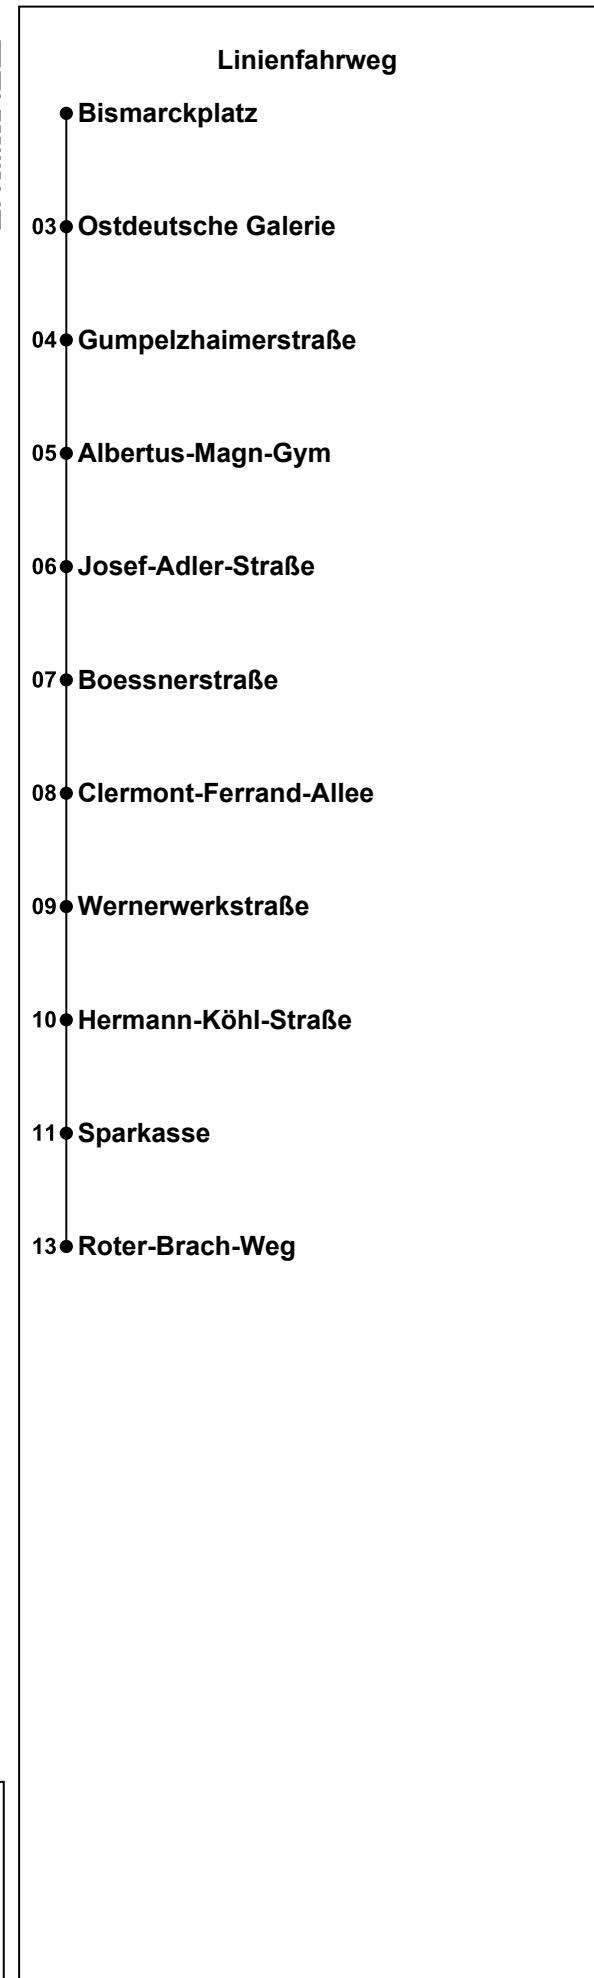 Linienfahrweg
Bismarckplatz
03 Ostdeutsche Galerie
04 Gumpelzhaimerstraße
05 Albertus-Magn-Gym
06 Josef-Adler-Straße
07 Boessnerstraße
08 Clermont-Ferrand-Allee
09 Wernerwerkstraße
10 Hermann-Köhl-Straße
11 Sparkasse
13 Roter-Brach-Weg